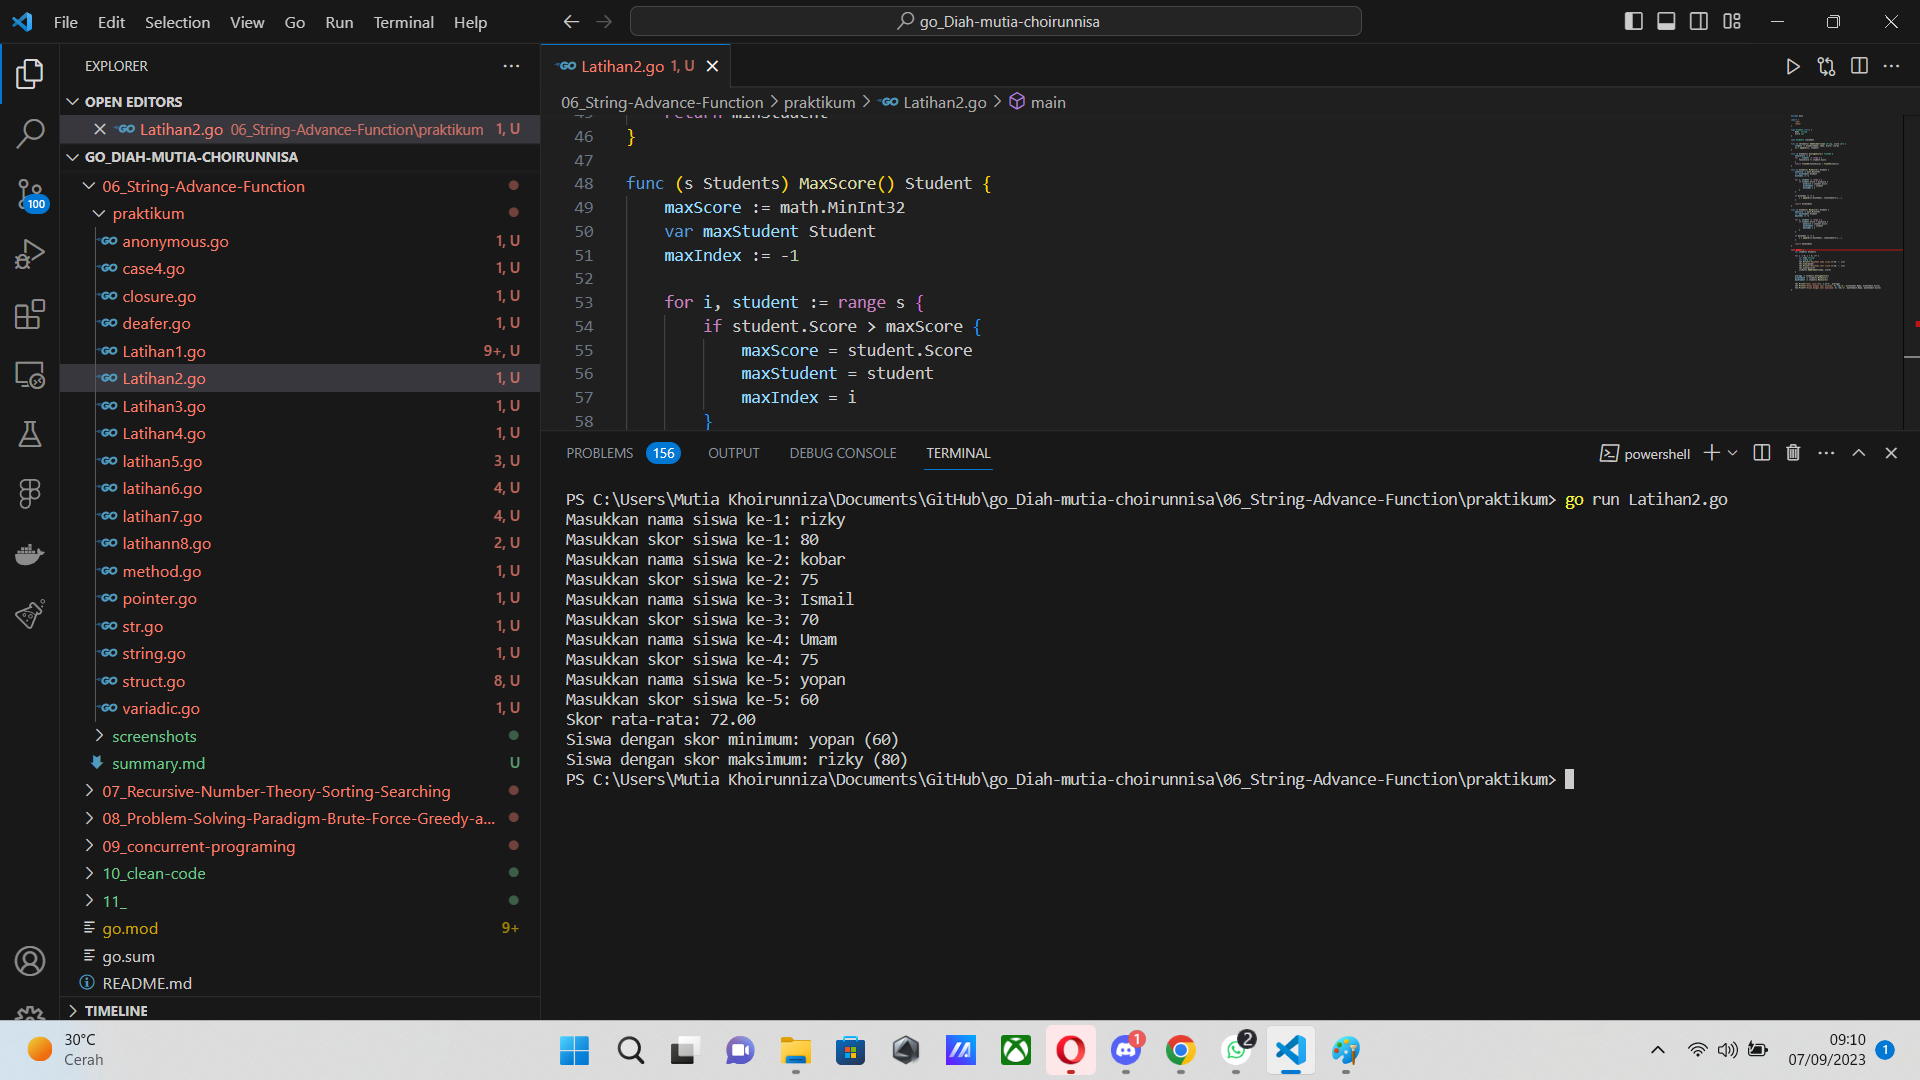 File Edit Selection View Go Run Terminal Help
go_Diah-mutia-choirunnisa
EXPLORER
OPEN EDITORS
Latihan2.go 06_String-Advance-Function\praktikum 1, U
GO_DIAH-MUTIA-CHOIRUNNISA
06_String-Advance-Function
praktikum
anonymous.go 1, U
case4.go 1, U
closure.go 1, U
deafer.go 1, U
Latihan1.go 9+, U
Latihan2.go 1, U
Latihan3.go 1, U
Latihan4.go 1, U
latihan5.go 3, U
latihan6.go 4, U
latihan7.go 4, U
latihann8.go 2, U
method.go 1, U
pointer.go 1, U
str.go 1, U
string.go 1, U
struct.go 8, U
variadic.go 1, U
screenshots
summary.md U
07_Recursive-Number-Theory-Sorting-Searching
08_Problem-Solving-Paradigm-Brute-Force-Greedy-a...
09_concurrent-programing
10_clean-code
11_
go.mod 9+
go.sum
README.md
TIMELINE
100
Latihan2.go 1, U
06_String-Advance-Function > praktikum > Latihan2.go > main
45 return minStudent
46 }
47
48 func (s Students) MaxScore() Student {
49 maxScore := math.MinInt32
50 var maxStudent Student
51 maxIndex := -1
52
53 for i, student := range s {
54 if student.Score > maxScore {
55 maxScore = student.Score
56 maxStudent = student
57 maxIndex = i
58 }
PROBLEMS 156 OUTPUT DEBUG CONSOLE TERMINAL
powershell
PS C:\Users\Mutia Khoirunniza\Documents\GitHub\go_Diah-mutia-choirunnisa\06_String-Advance-Function\praktikum> go run Latihan2.go
Masukkan nama siswa ke-1: rizky
Masukkan skor siswa ke-1: 80
Masukkan nama siswa ke-2: kobar
Masukkan skor siswa ke-2: 75
Masukkan nama siswa ke-3: Ismail
Masukkan skor siswa ke-3: 70
Masukkan nama siswa ke-4: Umam
Masukkan skor siswa ke-4: 75
Masukkan nama siswa ke-5: yopan
Masukkan skor siswa ke-5: 60
Skor rata-rata: 72.00
Siswa dengan skor minimum: yopan (60)
Siswa dengan skor maksimum: rizky (80)
PS C:\Users\Mutia Khoirunniza\Documents\GitHub\go_Diah-mutia-choirunnisa\06_String-Advance-Function\praktikum>
30°C
Cerah
1
2
09:10
07/09/2023
1